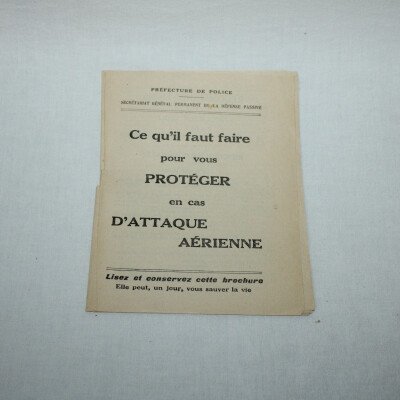 PRÉFECTURE DE POLICE
SECRÉTARIAT GÉNÉRAL PERMANENT DE LA DÉFENSE PASSIVE
Ce qu'il faut faire
pour vous
PROTÉGER
en cas
D'ATTAQUE
AÉRIENNE
Lisez et conservez cette brochure
Elle peut, un jour, vous sauver la vie